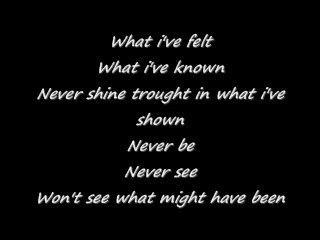 What i've felt
What i've known
Never shine trought in what i've
shown
Never be
Never see
Won't see what might have been